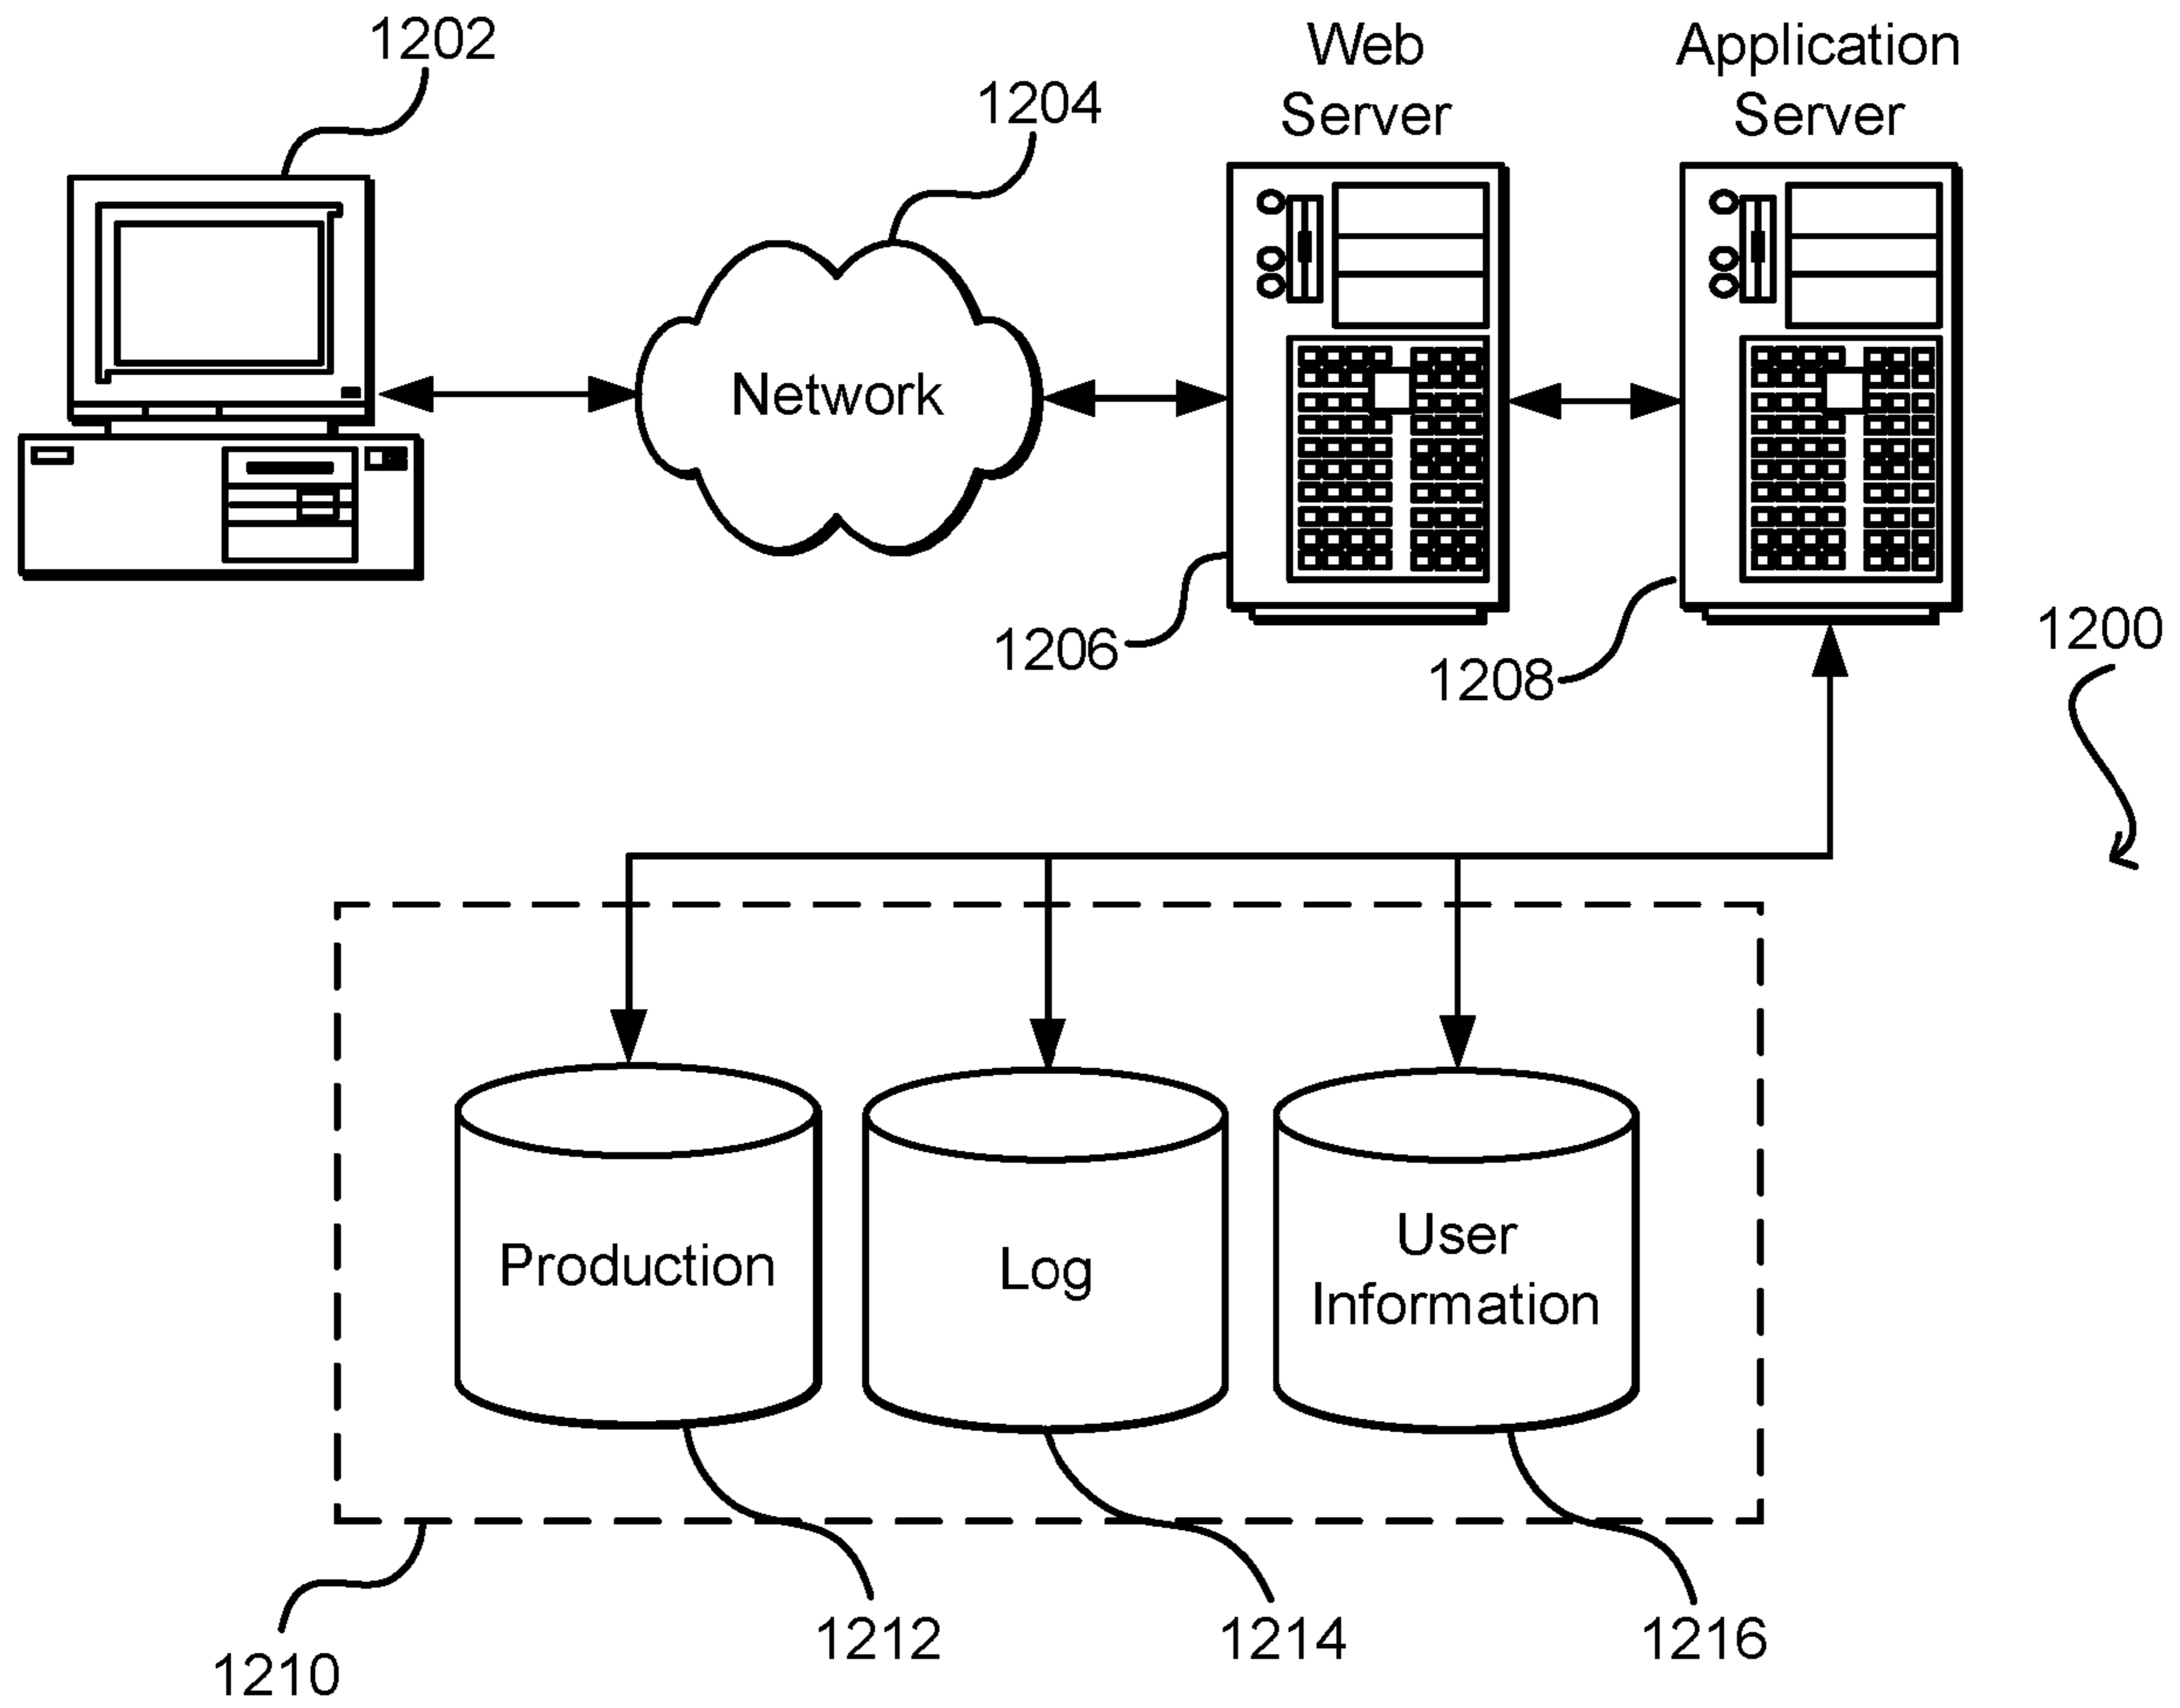 1202
1204
Web
Server
Application
Server
Network
1206
1208
1200
Production
Log
User
Information
1210
1212
1214
1216